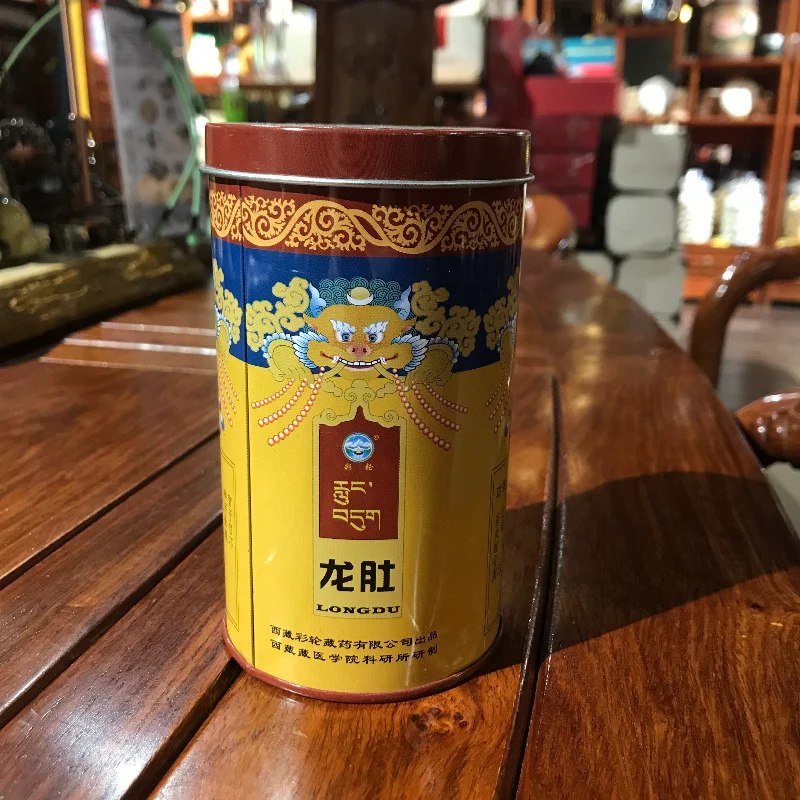 彩轮
ཀླུང་
བདུག
龙肚
LONGDU
西藏彩轮藏药有限公司出品
西藏藏医学院科研所研制